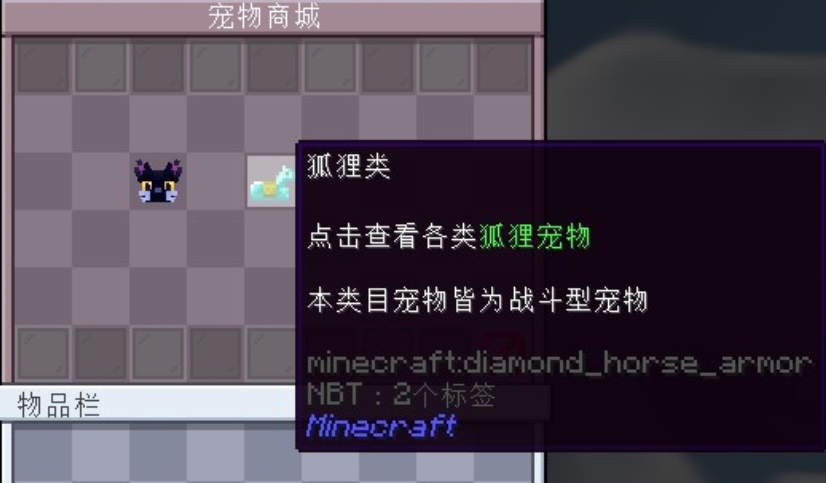 宠物商城
狐狸类
点击查看各类狐狸宠物
本类目宠物皆为战斗型宠物
minecraft:diamond_horse_armor
NBT：2个标签
Minecraft
物品栏